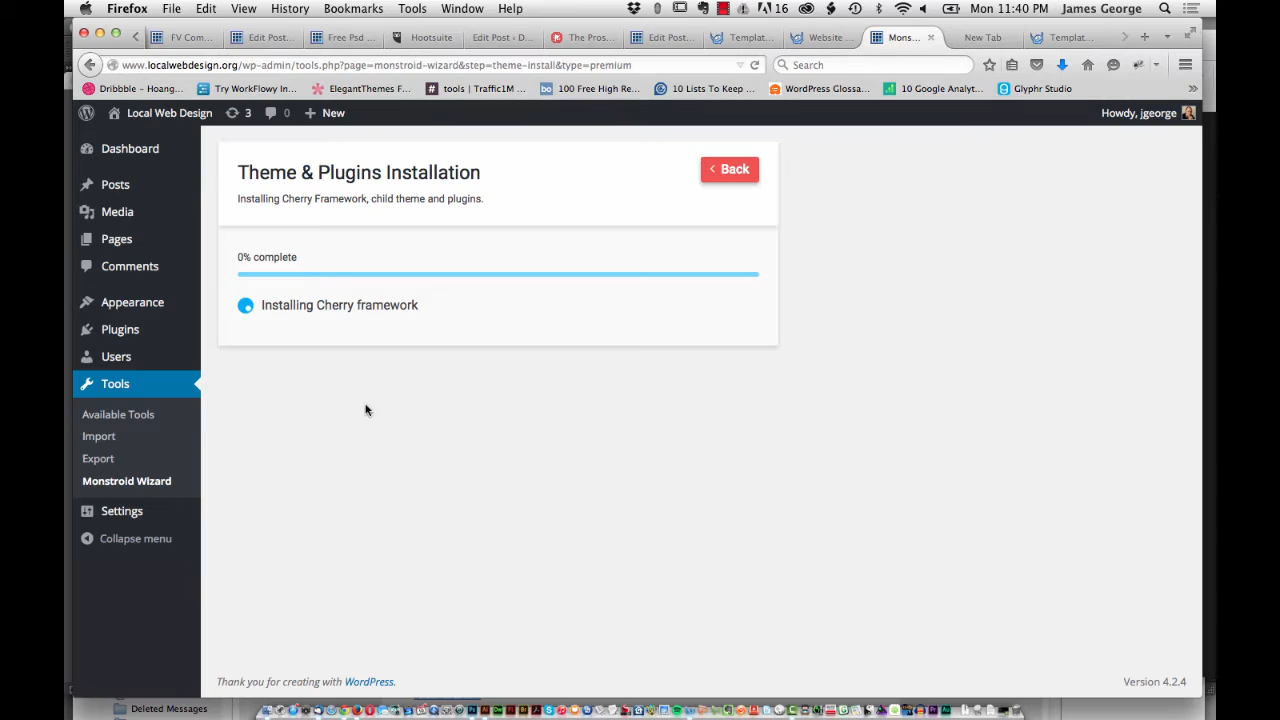 Firefox File Edit View History Bookmarks Tools Window Help 16 Mon 11:40 PM James George
FV Com... Edit Post... Free Psd ... Hootsuite Edit Post ‹ D... The Pros... Edit Post... Templat... Website ... Mons... New Tab Templat...
www.localwebdesign.org/wp-admin/tools.php?page=monstroid-wizard&step=theme-install&type=premium Search
Dribbble — Hoang... Try WorkFlowy In... ElegantThemes F... tools | Traffic1M ... 100 Free High Re... 10 Lists To Keep ... WordPress Glossa... 10 Google Analyt... Glyphr Studio
Local Web Design 3 0 New Howdy, jgeorge
Dashboard
Posts
Media
Pages
Comments
Appearance
Plugins
Users
Tools
Available Tools
Import
Export
Monstroid Wizard
Settings
Collapse menu
Theme & Plugins Installation
Back
Installing Cherry Framework, child theme and plugins.
0% complete
Installing Cherry framework
Thank you for creating with WordPress.
Version 4.2.4
Deleted Messages